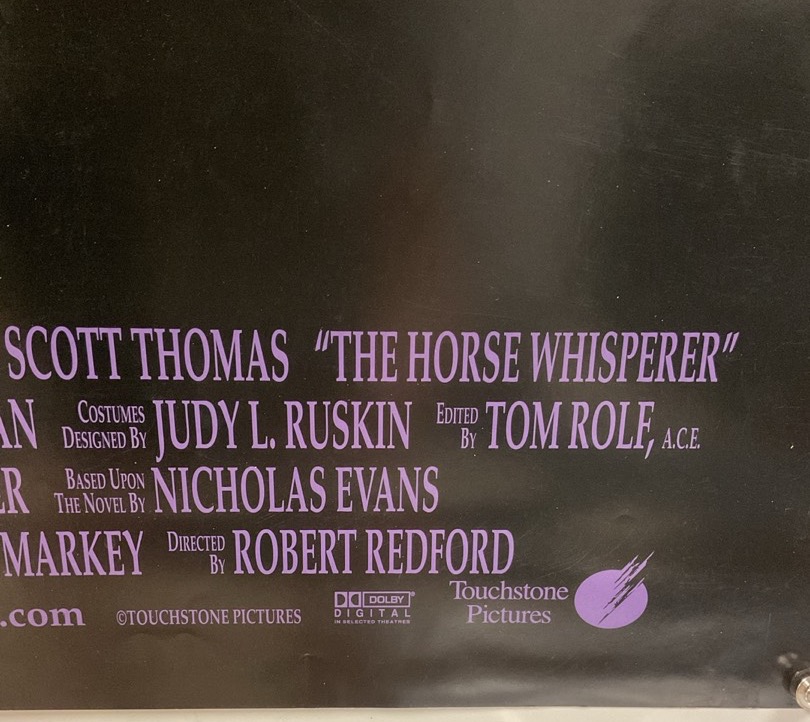 SCOTT THOMAS "THE HORSE WHISPERER"
AN COSTUMES DESIGNED BY JUDY L. RUSKIN EDITED BY TOM ROLF, A.C.E.
ER BASED UPON THE NOVEL BY NICHOLAS EVANS
MARKEY DIRECTED BY ROBERT REDFORD
.com ©TOUCHSTONE PICTURES DOLBY DIGITAL IN SELECTED THEATRES Touchstone Pictures